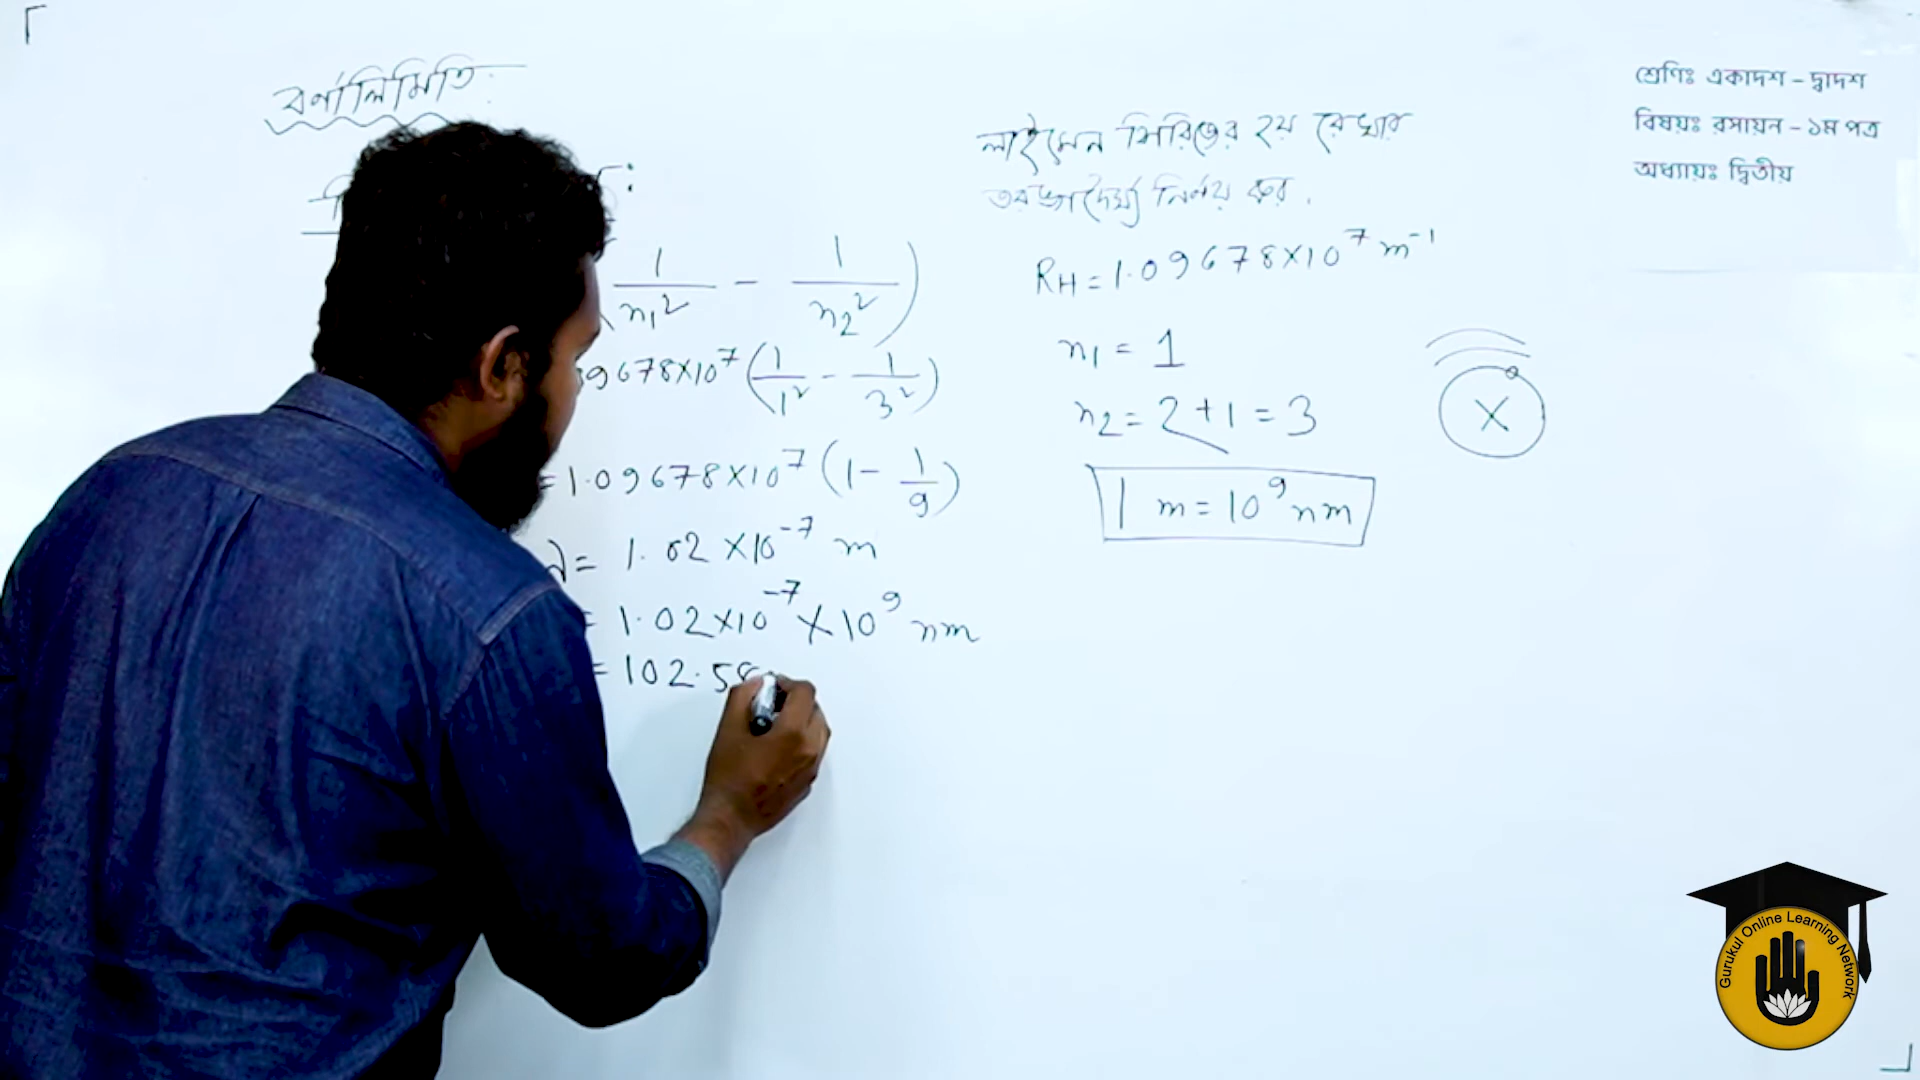 বর্ণালিমিতি
:
( 1/n₁² - 1/n₂² )
9678×10⁷ ( 1/1² - 1/3² )
= 1.09678×10⁷ ( 1 - 1/9 )
λ = 1.02 ×10⁻⁷ m
= 1.02×10⁻⁷ × 10⁹ nm
= 102.58
লাইমেন সিরিজের ২য় রেখার
তরঙ্গদৈর্ঘ্য নির্ণয় কর.
RH = 1.09678×10⁷ m⁻¹
n₁ = 1
n₂ = 2+1 = 3
1 m = 10⁹ nm
X
শ্রেণিঃ একাদশ – দ্বাদশ
বিষয়ঃ রসায়ন – ১ম পত্র
অধ্যায়ঃ দ্বিতীয়
Gurukul Online Learning Network